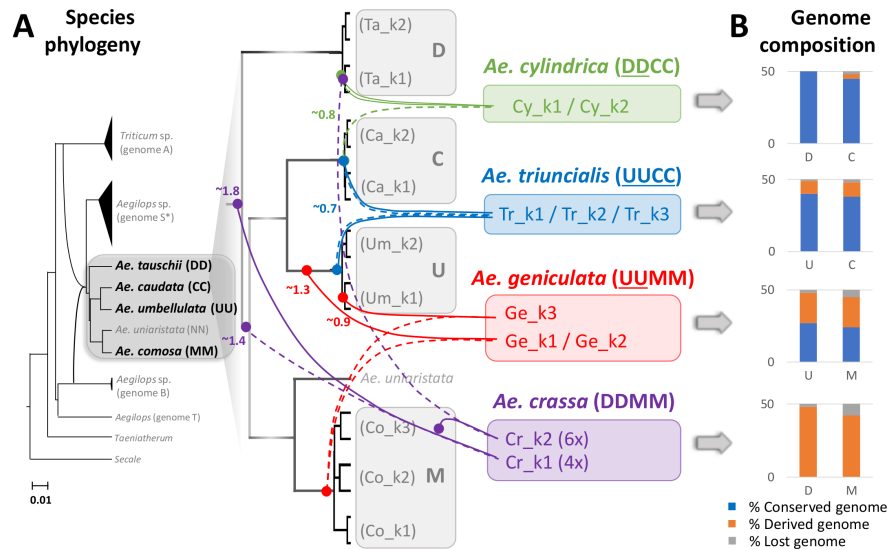 A
Species
phylogeny
Triticum sp.
(genome A)
Aegilops sp.
(genome S*)
Ae. tauschii (DD)
Ae. caudata (CC)
Ae. umbellulata (UU)
Ae. uniaristata (NN)
Ae. comosa (MM)
Aegilops sp.
(genome B)
Aegilops (genome T)
Taeniatherum
Secale
0.01
(Ta_k2)
D
(Ta_k1)
~0.8
(Ca_k2)
C
(Ca_k1)
~1.8
~0.7
(Um_k2)
U
(Um_k1)
~1.3
~0.9
~1.4
Ae. uniaristata
(Co_k3)
(Co_k2)
M
(Co_k1)
Ae. cylindrica (DDCC)
Cy_k1 / Cy_k2
Ae. triuncialis (UUCC)
Tr_k1 / Tr_k2 / Tr_k3
Ae. geniculata (UUMM)
Ge_k3
Ge_k1 / Ge_k2
Ae. crassa (DDMM)
Cr_k2 (6x)
Cr_k1 (4x)
B
Genome
composition
50
0
D C
50
0
U C
50
0
U M
50
0
D M
% Conserved genome
% Derived genome
% Lost genome